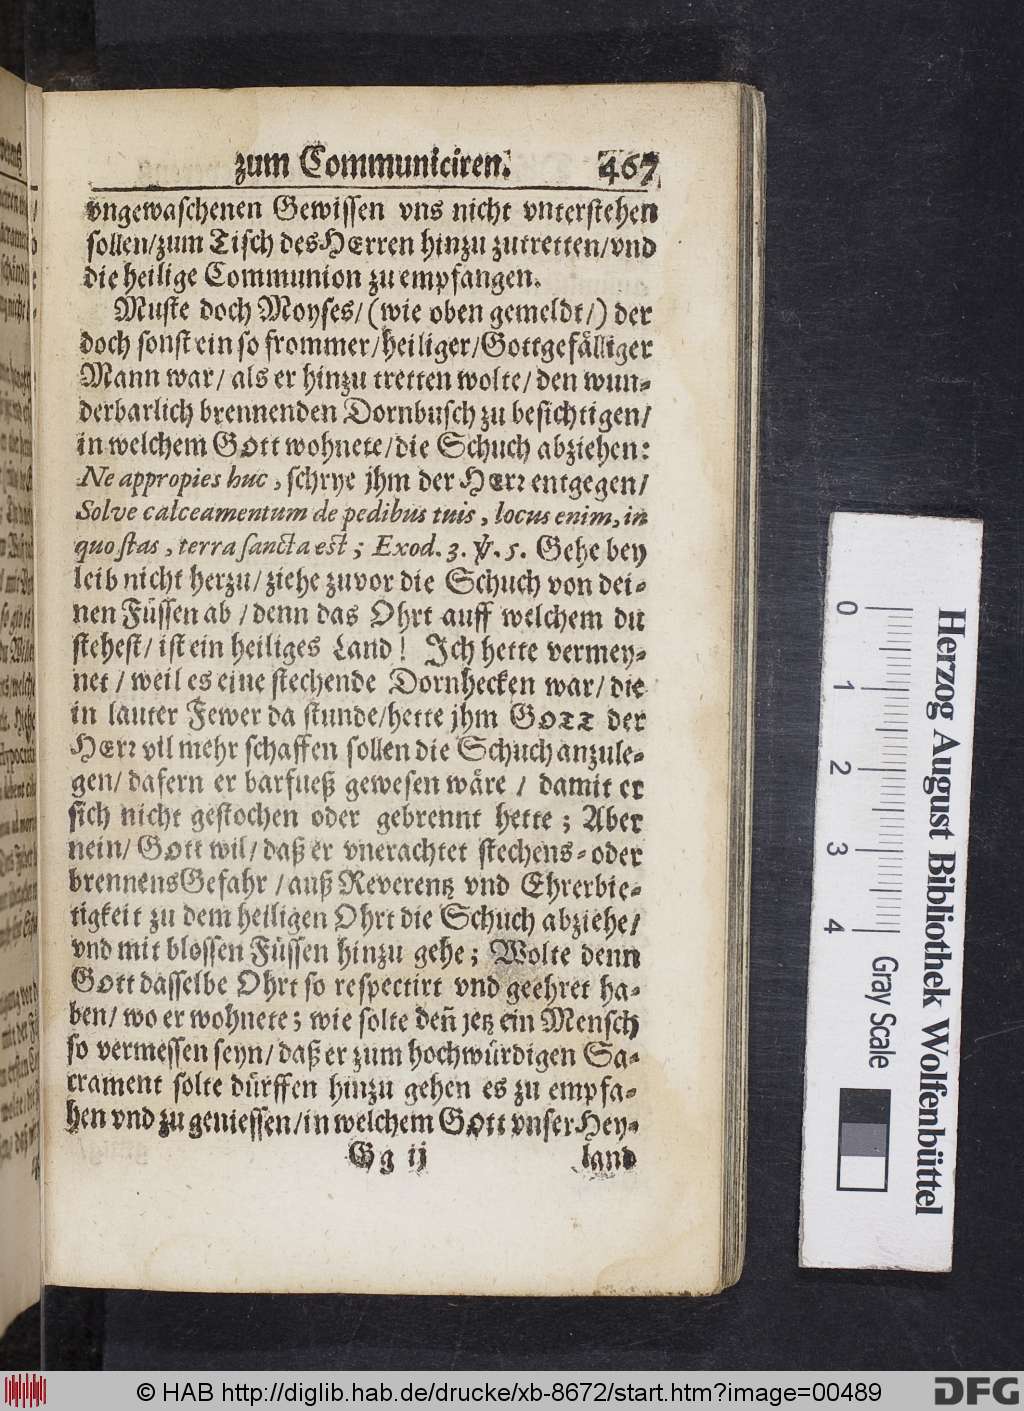 zum Communiciren. 467
vngewaschenen Gewissen vns nicht vnterstehen
sollen/zum Tisch des HErren hinzu zutretten/vnd
die heilige Communion zu empfangen.
Muste doch Moyses/(wie oben gemeldt/) der
doch sonst ein so frommer/heiliger/Gottgefälliger
Mann war/ als er hinzu tretten wolte/den wun-
derbarlich brennenden Dornbusch zu besichtigen/
in welchem Gott wohnete/die Schuch abziehen:
Ne appropies huc, schrye jhm der HErr entgegen/
Solve calceamentum de pedibus tuis, locus enim, in
quo stas, terra sancta est; Exod. 3. ℣. 5. Gehe bey
leib nicht herzu/ziehe zuvor die Schuch von dei-
nen Füssen ab/denn das Ohrt auff welchem du
stehest/ist ein heiliges Land! Ich hette vermey-
net/weil es eine stechende Dornhecken war/die
in lauter Fewer da stunde/hette jhm GOTT der
HErr vil mehr schaffen sollen die Schuch anzule-
gen/dafern er barfueß gewesen wäre/ damit er
sich nicht gestochen oder gebrennt hette; Aber
nein/Gott wil/daß er vnerachtet stechens-oder
brennens Gefahr/auß Reverentz vnd Ehrerbie-
tigkeit zu dem heiligen Ohrt die Schuch abziehe/
vnd mit blossen Füssen hinzu gehe; Wolte denn
Gott dasselbe Ohrt so respectirt vnd geehret ha-
ben/wo er wohnete; wie solte deñ jetz ein Mensch
so vermessen seyn/daß er zum hochwürdigen Sa-
crament solte dürffen hinzu gehen es zu empfa-
hen vnd zu geniessen/in welchem Gott vnser Hey-
Gg ij land
0 1 2 3 4
Gray Scale
Herzog August Bibliothek Wolfenbüttel
© HAB http://diglib.hab.de/drucke/xb-8672/start.htm?image=00489
DFG